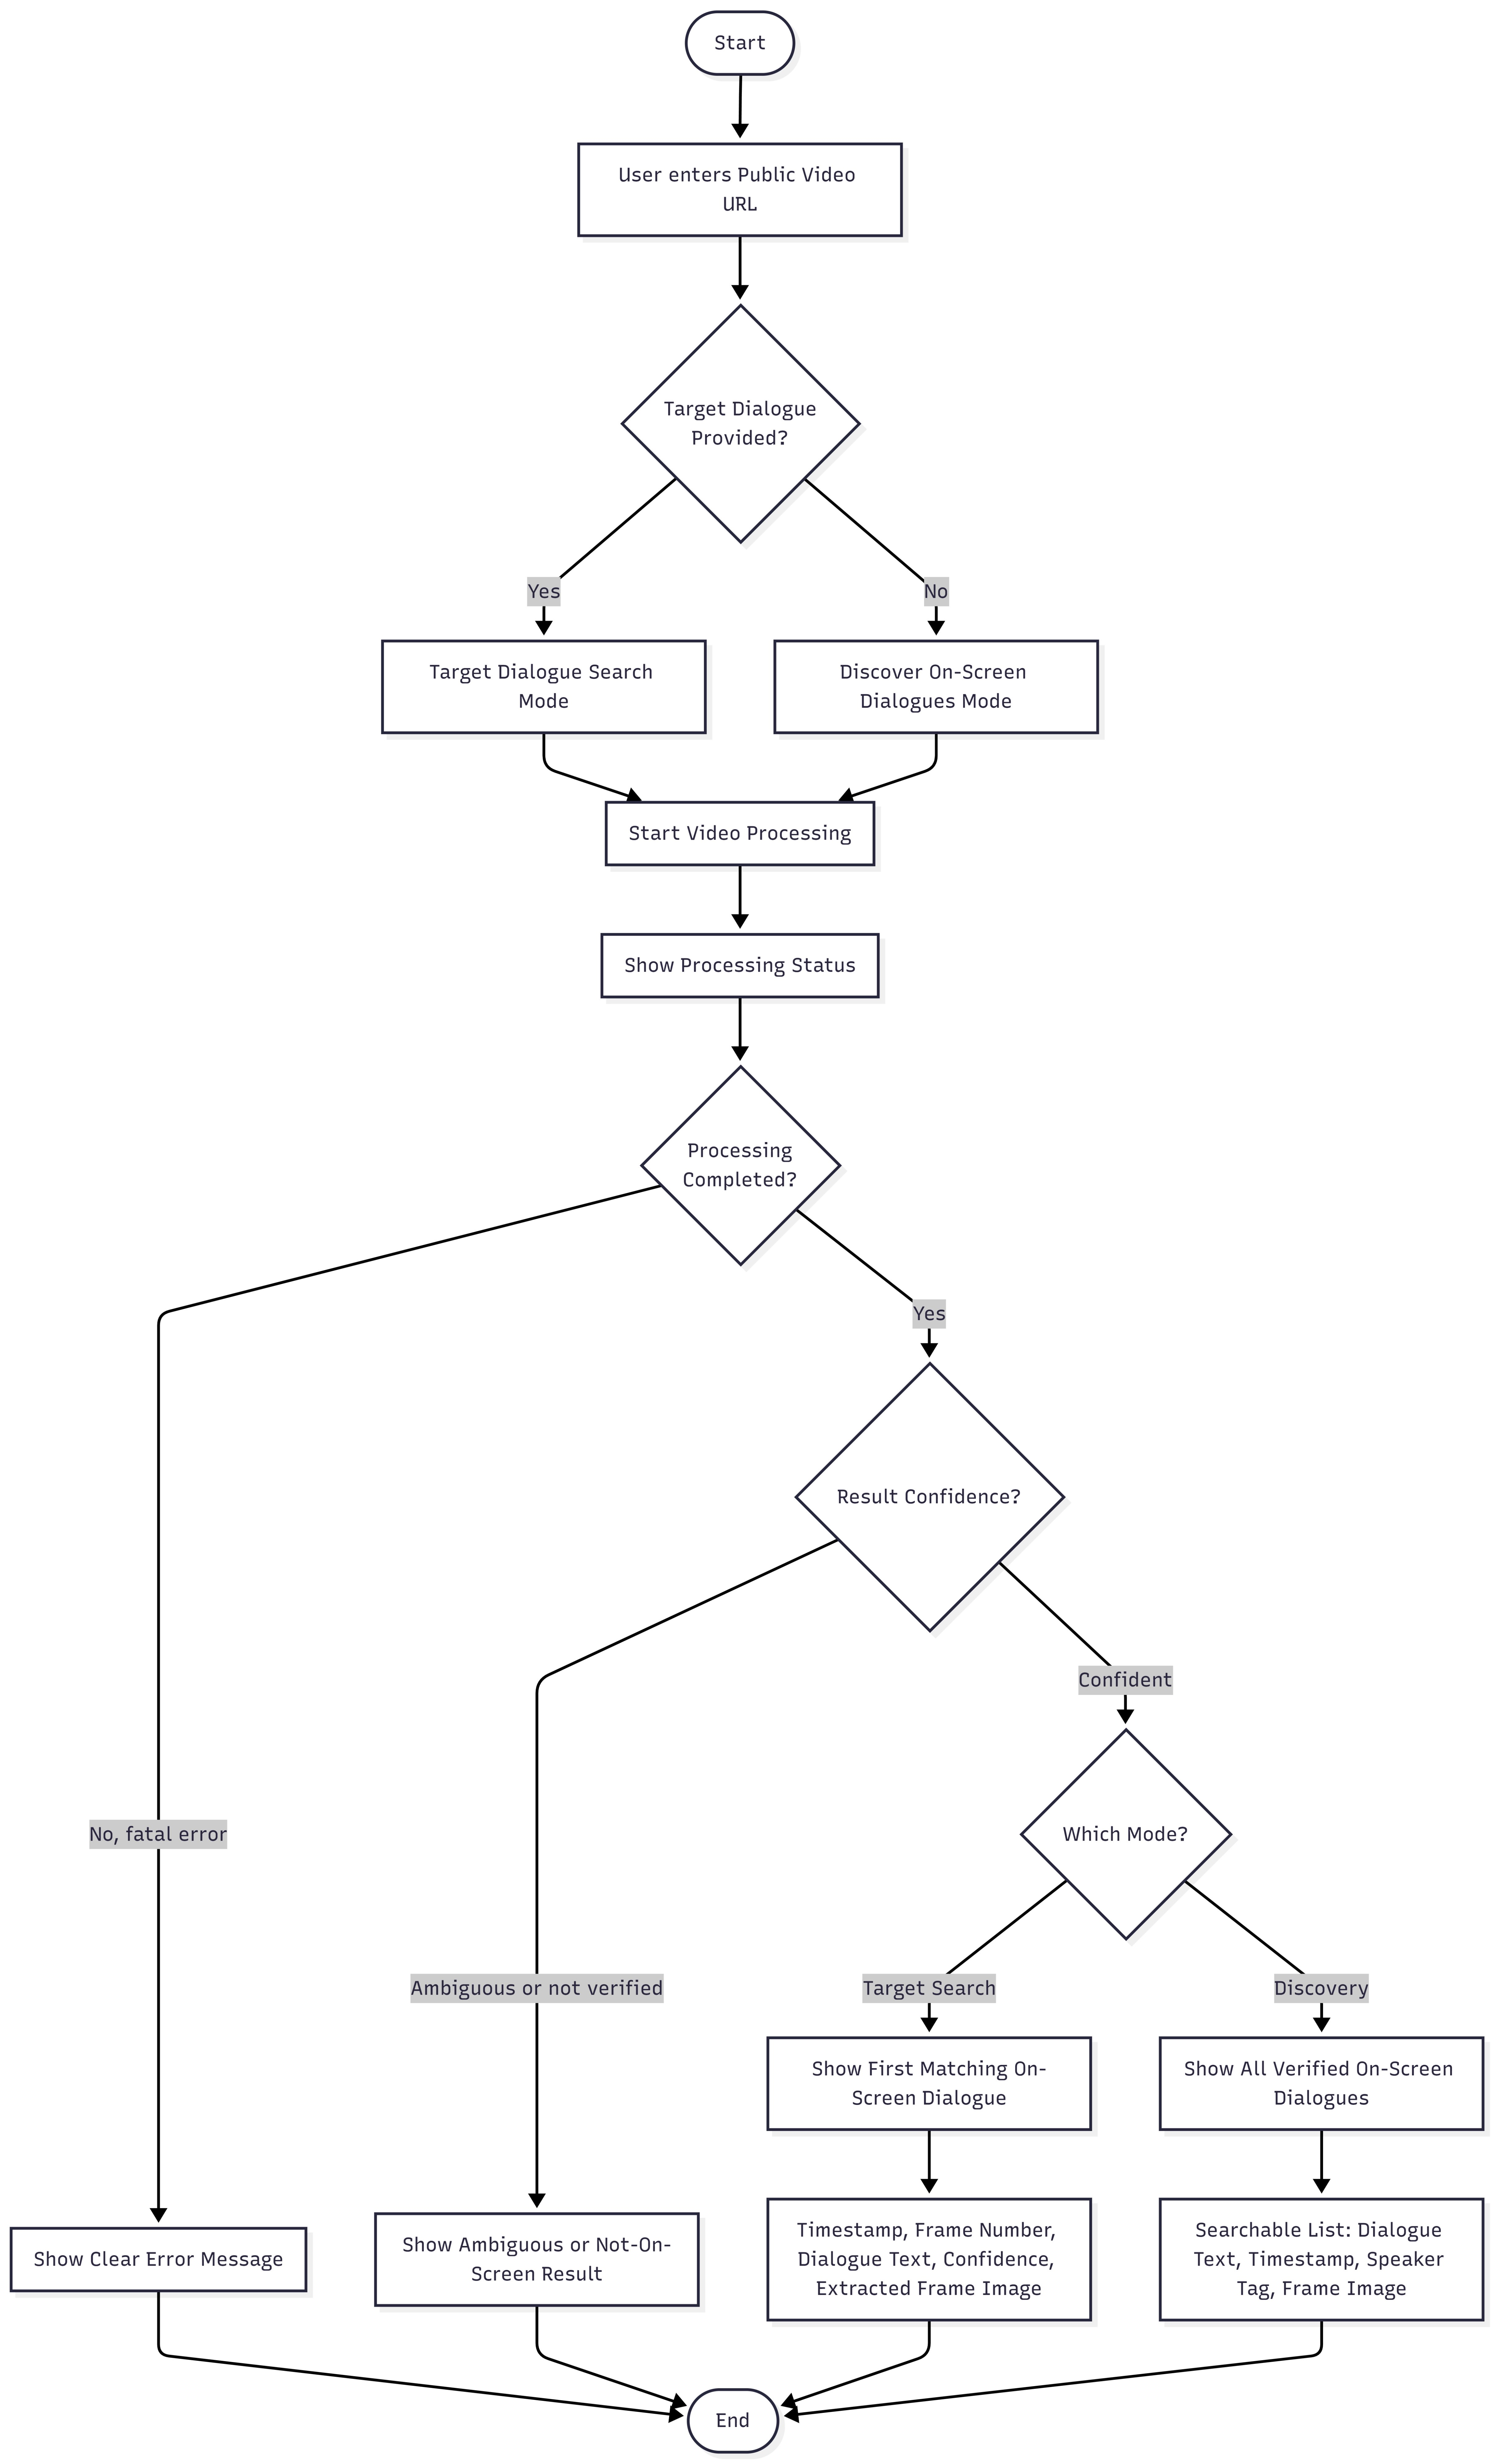 Start
User enters Public Video
URL
Target Dialogue
Provided?
Yes
No
Target Dialogue Search
Mode
Discover On-Screen
Dialogues Mode
Start Video Processing
Show Processing Status
Processing
Completed?
Yes
Result Confidence?
Confident
No, fatal error
Which Mode?
Ambiguous or not verified
Target Search
Discovery
Show First Matching On-
Screen Dialogue
Show All Verified On-Screen
Dialogues
Show Clear Error Message
Show Ambiguous or Not-On-
Screen Result
Timestamp, Frame Number,
Dialogue Text, Confidence,
Extracted Frame Image
Searchable List: Dialogue
Text, Timestamp, Speaker
Tag, Frame Image
End